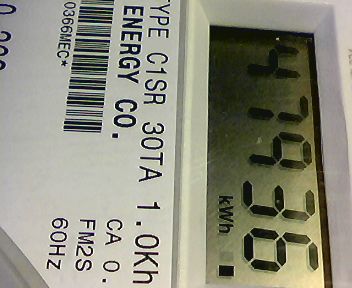 47936
kWh
TYPE C1SR 30TA 1.0Kh
ENERGY CO.
CA 0.
FM2S
0366MEC*
60HZ